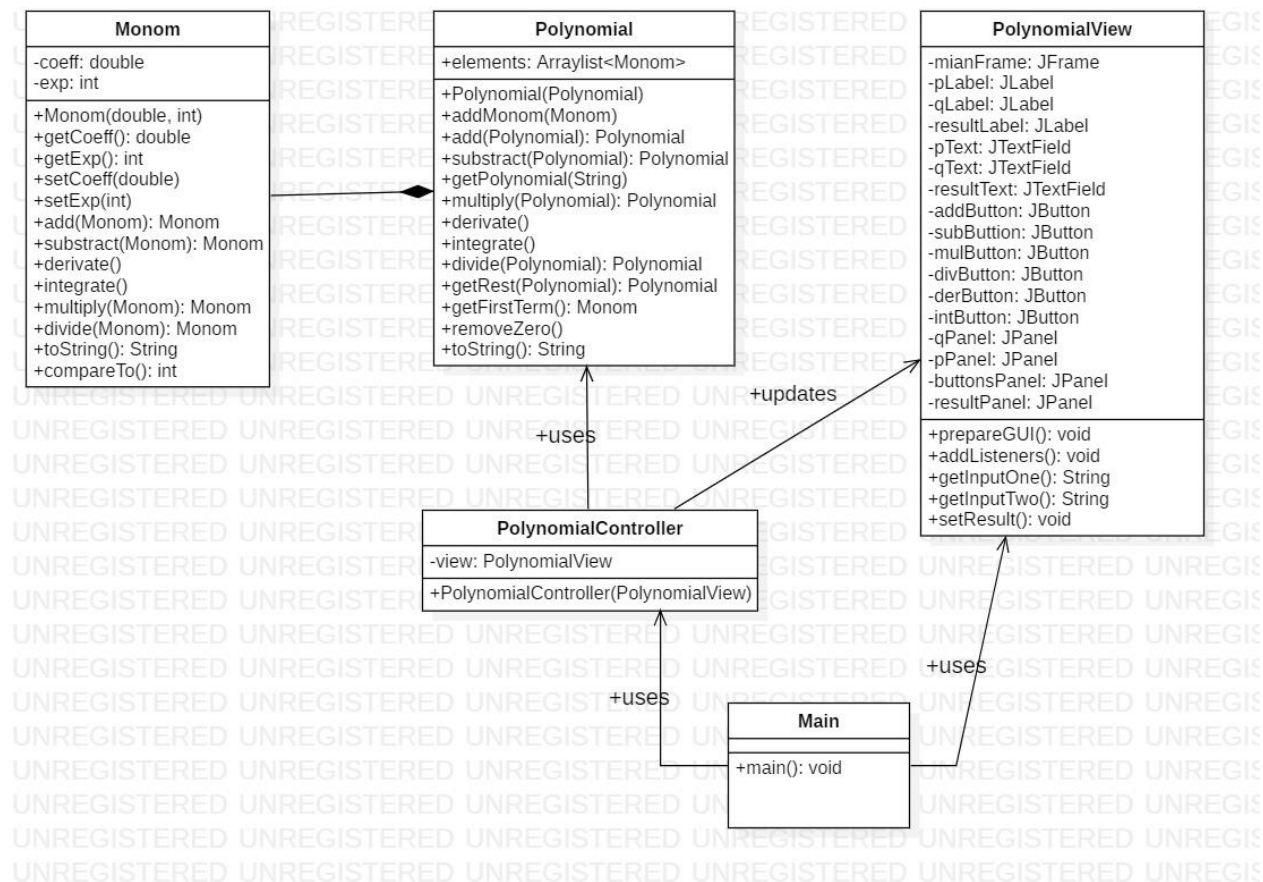 Monom
-coeff: double
-exp: int
+Monom(double, int)
+getCoeff(): double
+getExp(): int
+setCoeff(double)
+setExp(int)
+add(Monom): Monom
+substract(Monom): Monom
+derivate()
+integrate()
+multiply(Monom): Monom
+divide(Monom): Monom
+toString(): String
+compareTo(): int
Polynomial
+elements: Arraylist<Monom>
+Polynomial(Polynomial)
+addMonom(Monom)
+add(Polynomial): Polynomial
+substract(Polynomial): Polynomial
+getPolynomial(String)
+multiply(Polynomial): Polynomial
+derivate()
+integrate()
+divide(Polynomial): Polynomial
+getRest(Polynomial): Polynomial
+getFirstTerm(): Monom
+removeZero()
+toString(): String
PolynomialView
-mianFrame: JFrame
-pLabel: JLabel
-qLabel: JLabel
-resultLabel: JLabel
-pText: JTextField
-qText: JTextField
-resultText: JTextField
-addButton: JButton
-subButtion: JButton
-mulButton: JButton
-divButton: JButton
-derButton: JButton
-intButton: JButton
-qPanel: JPanel
-pPanel: JPanel
-buttonsPanel: JPanel
-resultPanel: JPanel
+prepareGUI(): void
+addListeners(): void
+getInputOne(): String
+getInputTwo(): String
+setResult(): void
+updates
+uses
PolynomialController
-view: PolynomialView
+PolynomialController(PolynomialView)
+uses
+uses
Main
+main(): void
UNREGISTERED